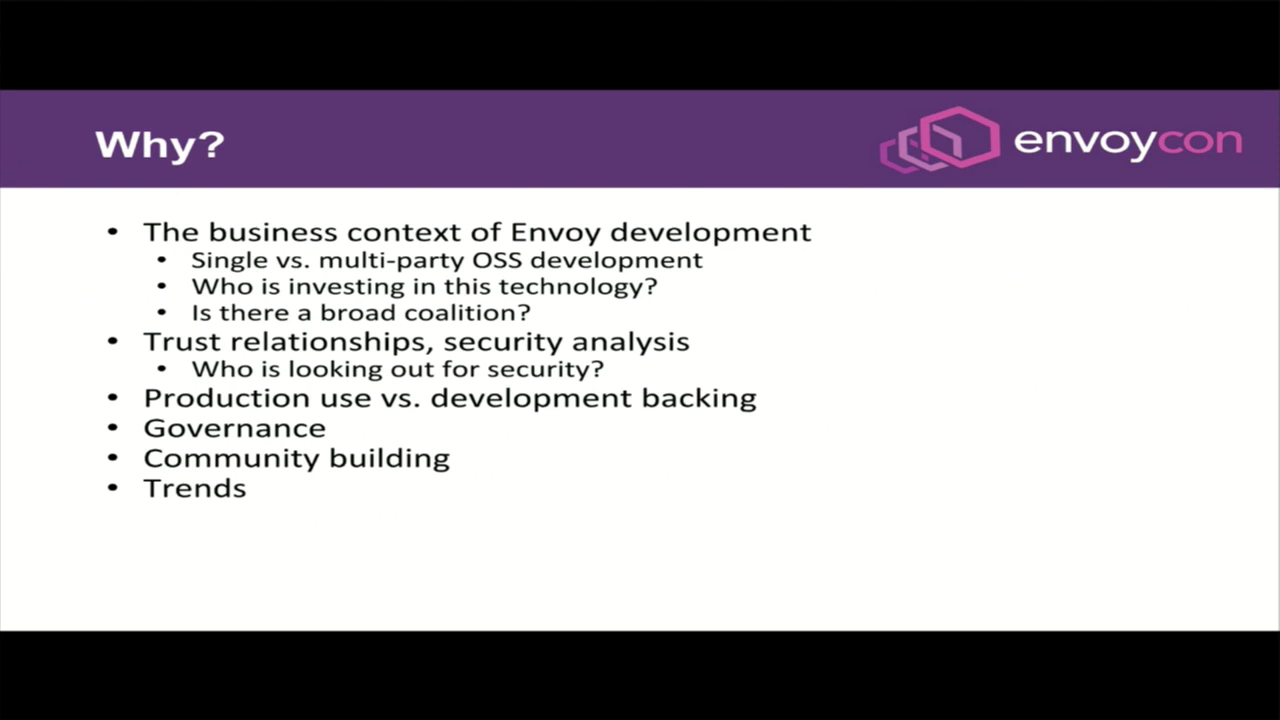 Why?
envoycon
• The business context of Envoy development
• Single vs. multi-party OSS development
• Who is investing in this technology?
• Is there a broad coalition?
• Trust relationships, security analysis
• Who is looking out for security?
• Production use vs. development backing
• Governance
• Community building
• Trends